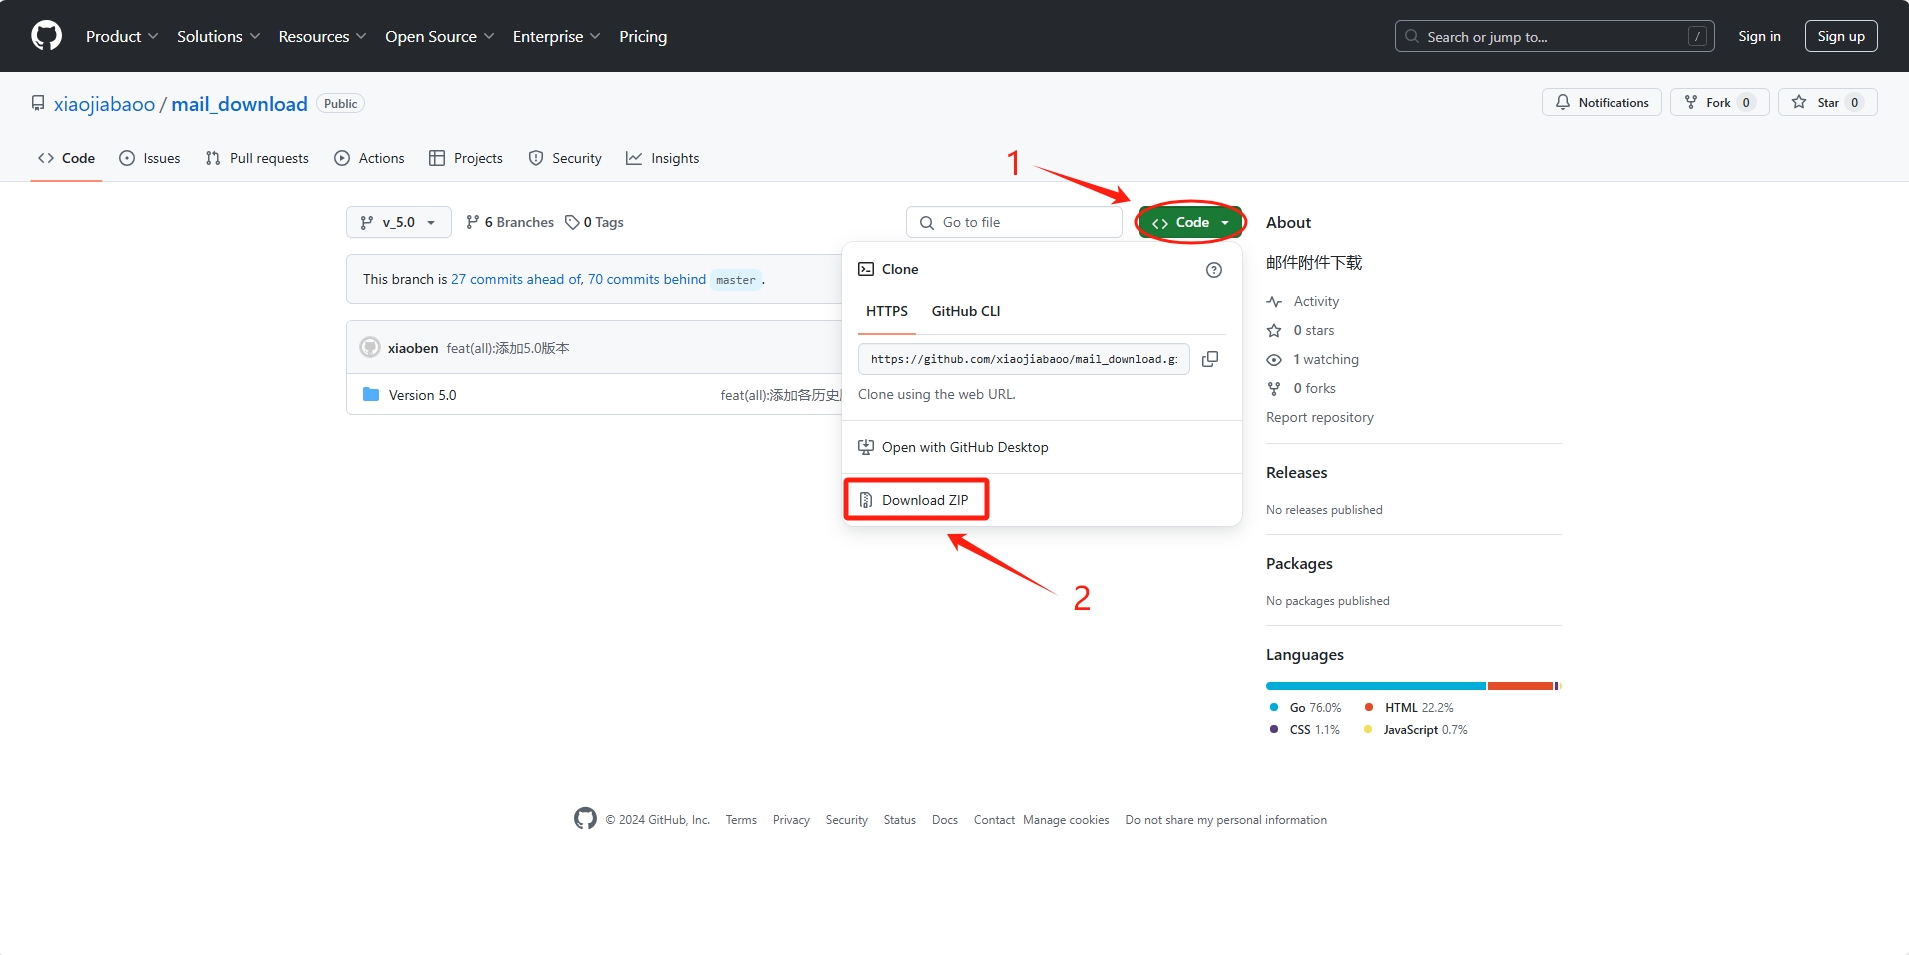 Product Solutions Resources Open Source Enterprise Pricing Search or jump to... / Sign in Sign up
xiaojiabaoo / mail_download Public Notifications Fork 0 Star 0
Code Issues Pull requests Actions Projects Security Insights
1
v_5.0 6 Branches 0 Tags Go to file Code
About
邮件附件下载
Activity
0 stars
1 watching
0 forks
Report repository
This branch is 27 commits ahead of, 70 commits behind master .
xiaoben feat(all):添加5.0版本
Version 5.0 feat(all):添加各历史
Clone
HTTPS GitHub CLI
https://github.com/xiaojiabaoo/mail_download.gi
Clone using the web URL.
Open with GitHub Desktop
Download ZIP
2
Releases
No releases published
Packages
No packages published
Languages
Go 76.0% HTML 22.2%
CSS 1.1% JavaScript 0.7%
© 2024 GitHub, Inc. Terms Privacy Security Status Docs Contact Manage cookies Do not share my personal information